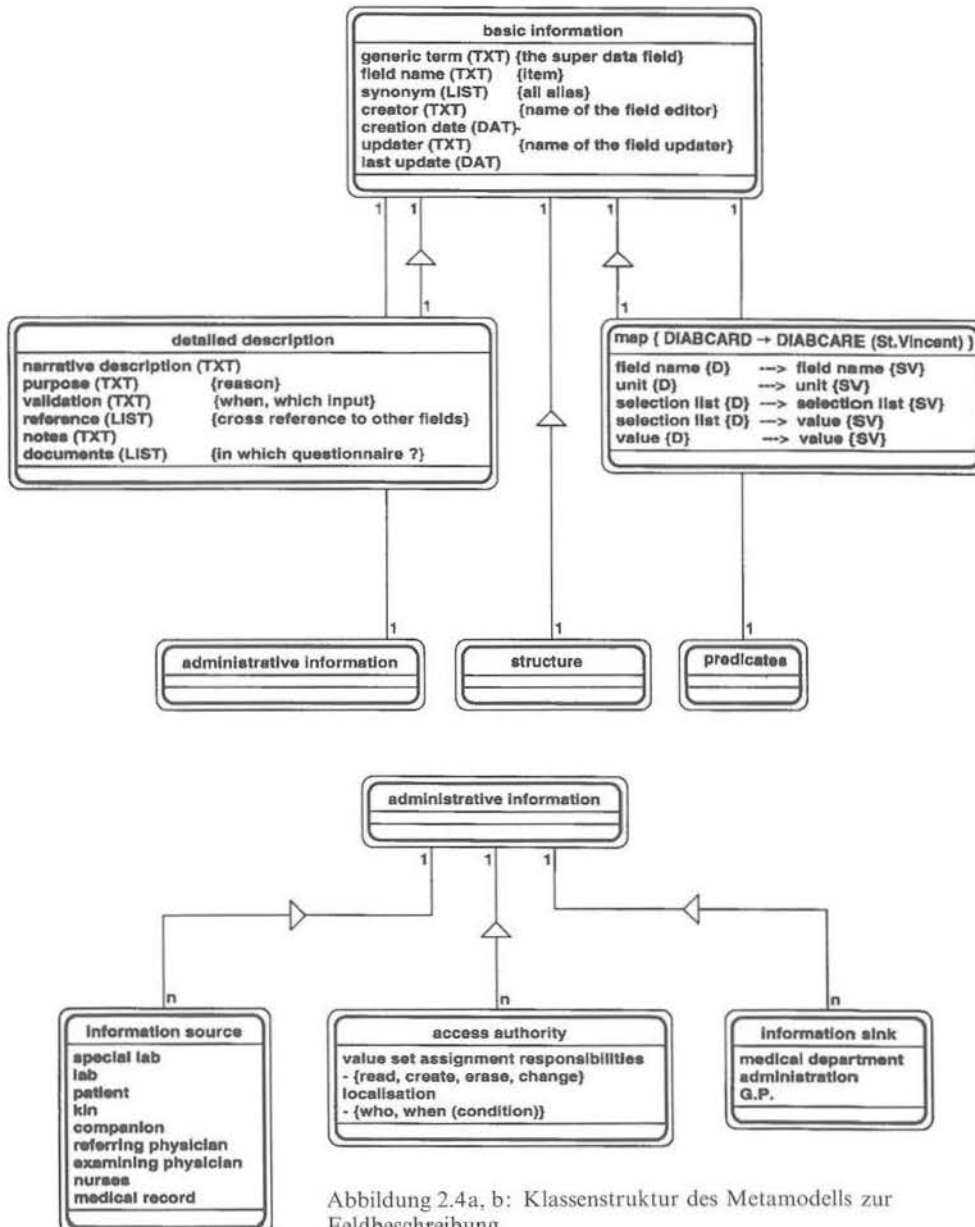 basic information
generic term (TXT) {the super data field}
field name (TXT) {item}
synonym (LIST) {all alias}
creator (TXT) {name of the field editor}
creation date (DAT)-
updater (TXT) {name of the field updater}
last update (DAT)
1 1 1 1 1
1 1
detailed description
narrative description (TXT)
purpose (TXT) {reason}
validation (TXT) {when, which input}
reference (LIST) {cross reference to other fields}
notes (TXT)
documents (LIST) {in which questionnaire ?}
map { DIABCARD → DIABCARE (St.Vincent) }
field name {D} ---> field name {SV}
unit {D} ---> unit {SV}
selection list {D} ---> selection list {SV}
selection list {D} ---> value {SV}
value {D} ---> value {SV}
1 1 1
administrative information
structure
predicates
administrative information
1 1 1
n n n
information source
special lab
lab
patient
kin
companion
referring physician
examining physician
nurses
medical record
access authority
value set assignment responsibilities
- {read, create, erase, change}
localisation
- {who, when (condition)}
information sink
medical department
administration
G.P.
Abbildung 2.4a, b: Klassenstruktur des Metamodells zur
Feldbeschreibung